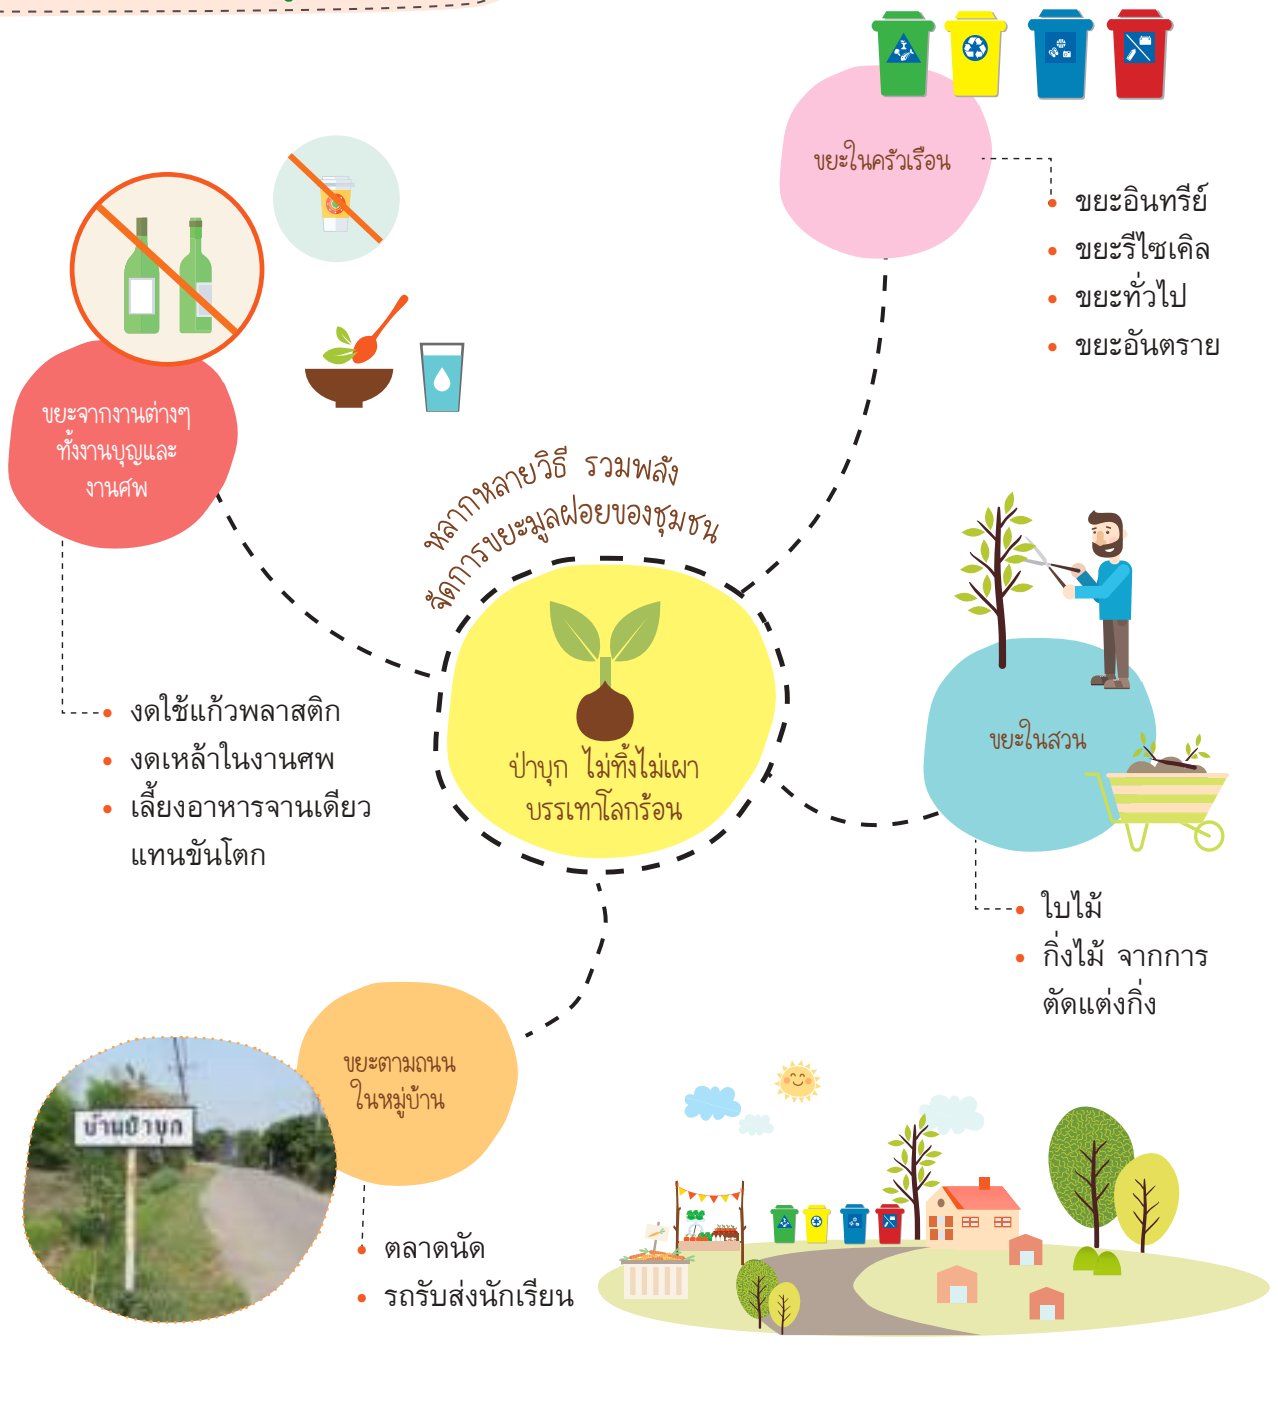 ขยะในครัวเรือน
ขยะอินทรีย์
ขยะรีไซเคิล
ขยะทั่วไป
ขยะอันตราย
ขยะจากงานต่างๆ
ทั้งงานบุญและ
งานศพ
งดใช้แก้วพลาสติก
งดเหล้าในงานศพ
เลี้ยงอาหารจานเดียว
แทนขันโตก
หลากหลายวิธี รวมพลัง
จัดการขยะมูลฝอยของชุมชน
ป่าบุก ไม่ทิ้งไม่เผา
บรรเทาโลกร้อน
ขยะในสวน
ใบไม้
กิ่งไม้ จากการ
ตัดแต่งกิ่ง
ขยะตามถนน
ในหมู่บ้าน
บ้านป่าบุก
ตลาดนัด
รถรับส่งนักเรียน